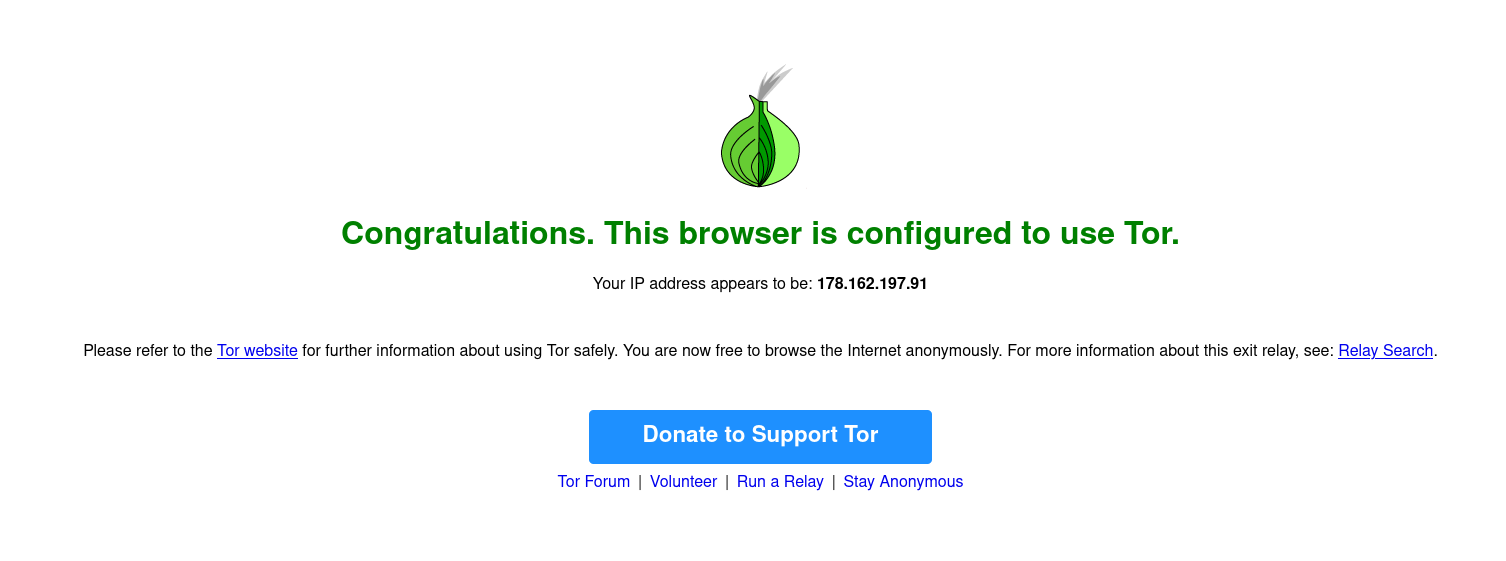 Congratulations. This browser is configured to use Tor.
Your IP address appears to be: 178.162.197.91
Please refer to the Tor website for further information about using Tor safely. You are now free to browse the Internet anonymously. For more information about this exit relay, see: Relay Search.
Donate to Support Tor
Tor Forum | Volunteer | Run a Relay | Stay Anonymous